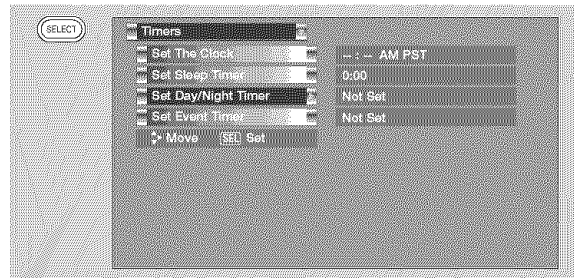 SELECT
Timers
Set The Clock -- : -- AM PST
Set Sleep Timer 0:00
Set Day/Night Timer Not Set
Set Event Timer Not Set
Move SEL Set